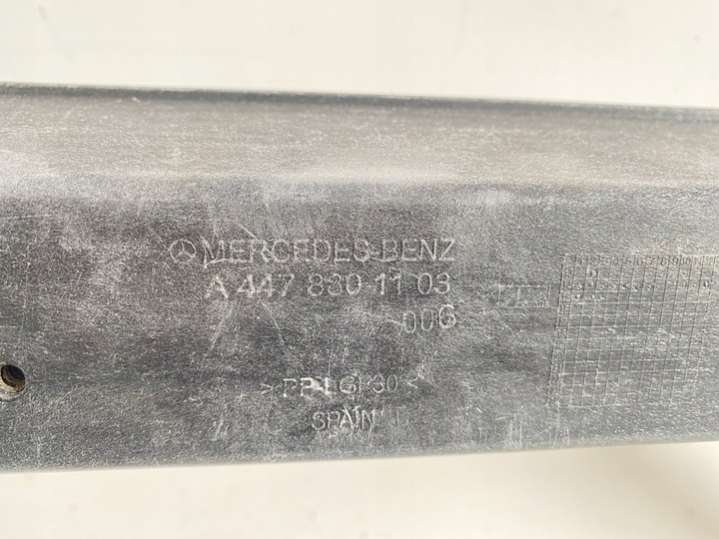 MERCEDES-BENZ
A 447 880 11 03
006
> PP-LGF30 <
SPAIN